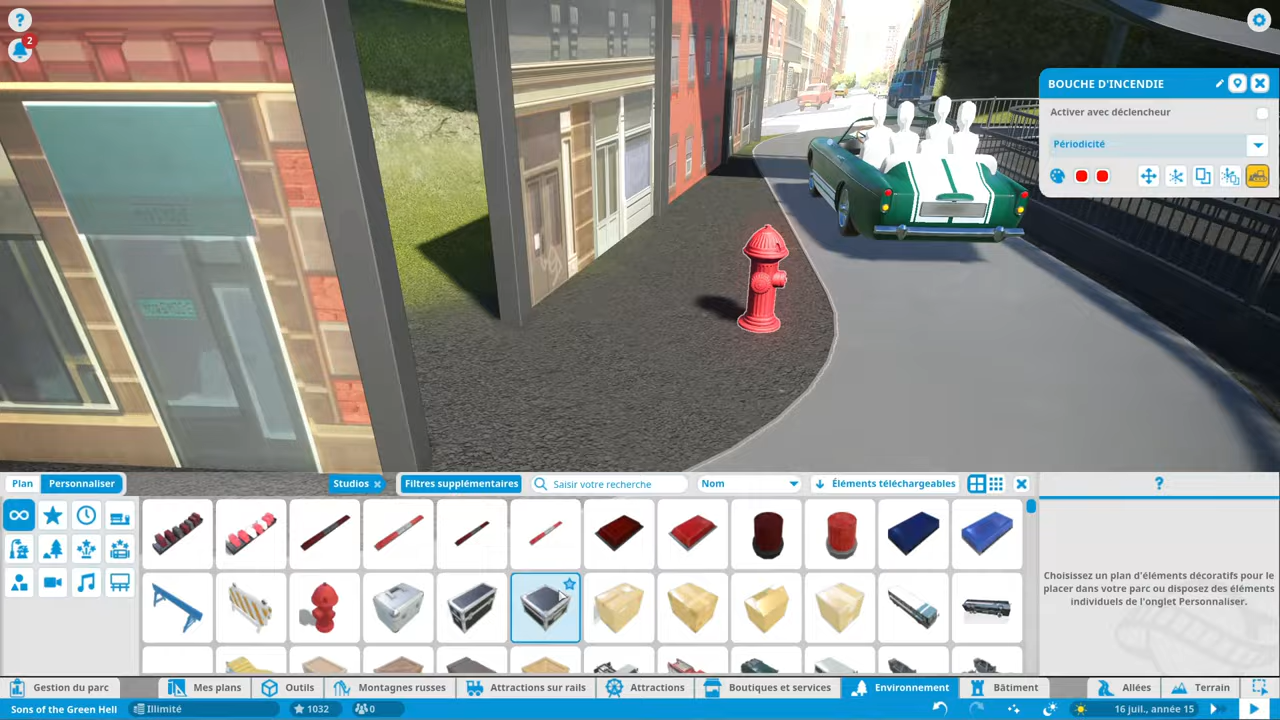 ?
2
BOUCHE D'INCENDIE
Activer avec déclencheur
Périodicité
Plan
Personnaliser
Studios ×
Filtres supplémentaires
Saisir votre recherche
Nom
Éléments téléchargeables
?
Choisissez un plan d'éléments décoratifs pour le
placer dans votre parc ou disposez des éléments
individuels de l'onglet Personnaliser.
Gestion du parc
Mes plans
Outils
Montagnes russes
Attractions sur rails
Attractions
Boutiques et services
Environnement
Bâtiment
Allées
Terrain
Sons of the Green Hell
Illimité
1032
0
16 juil., année 15